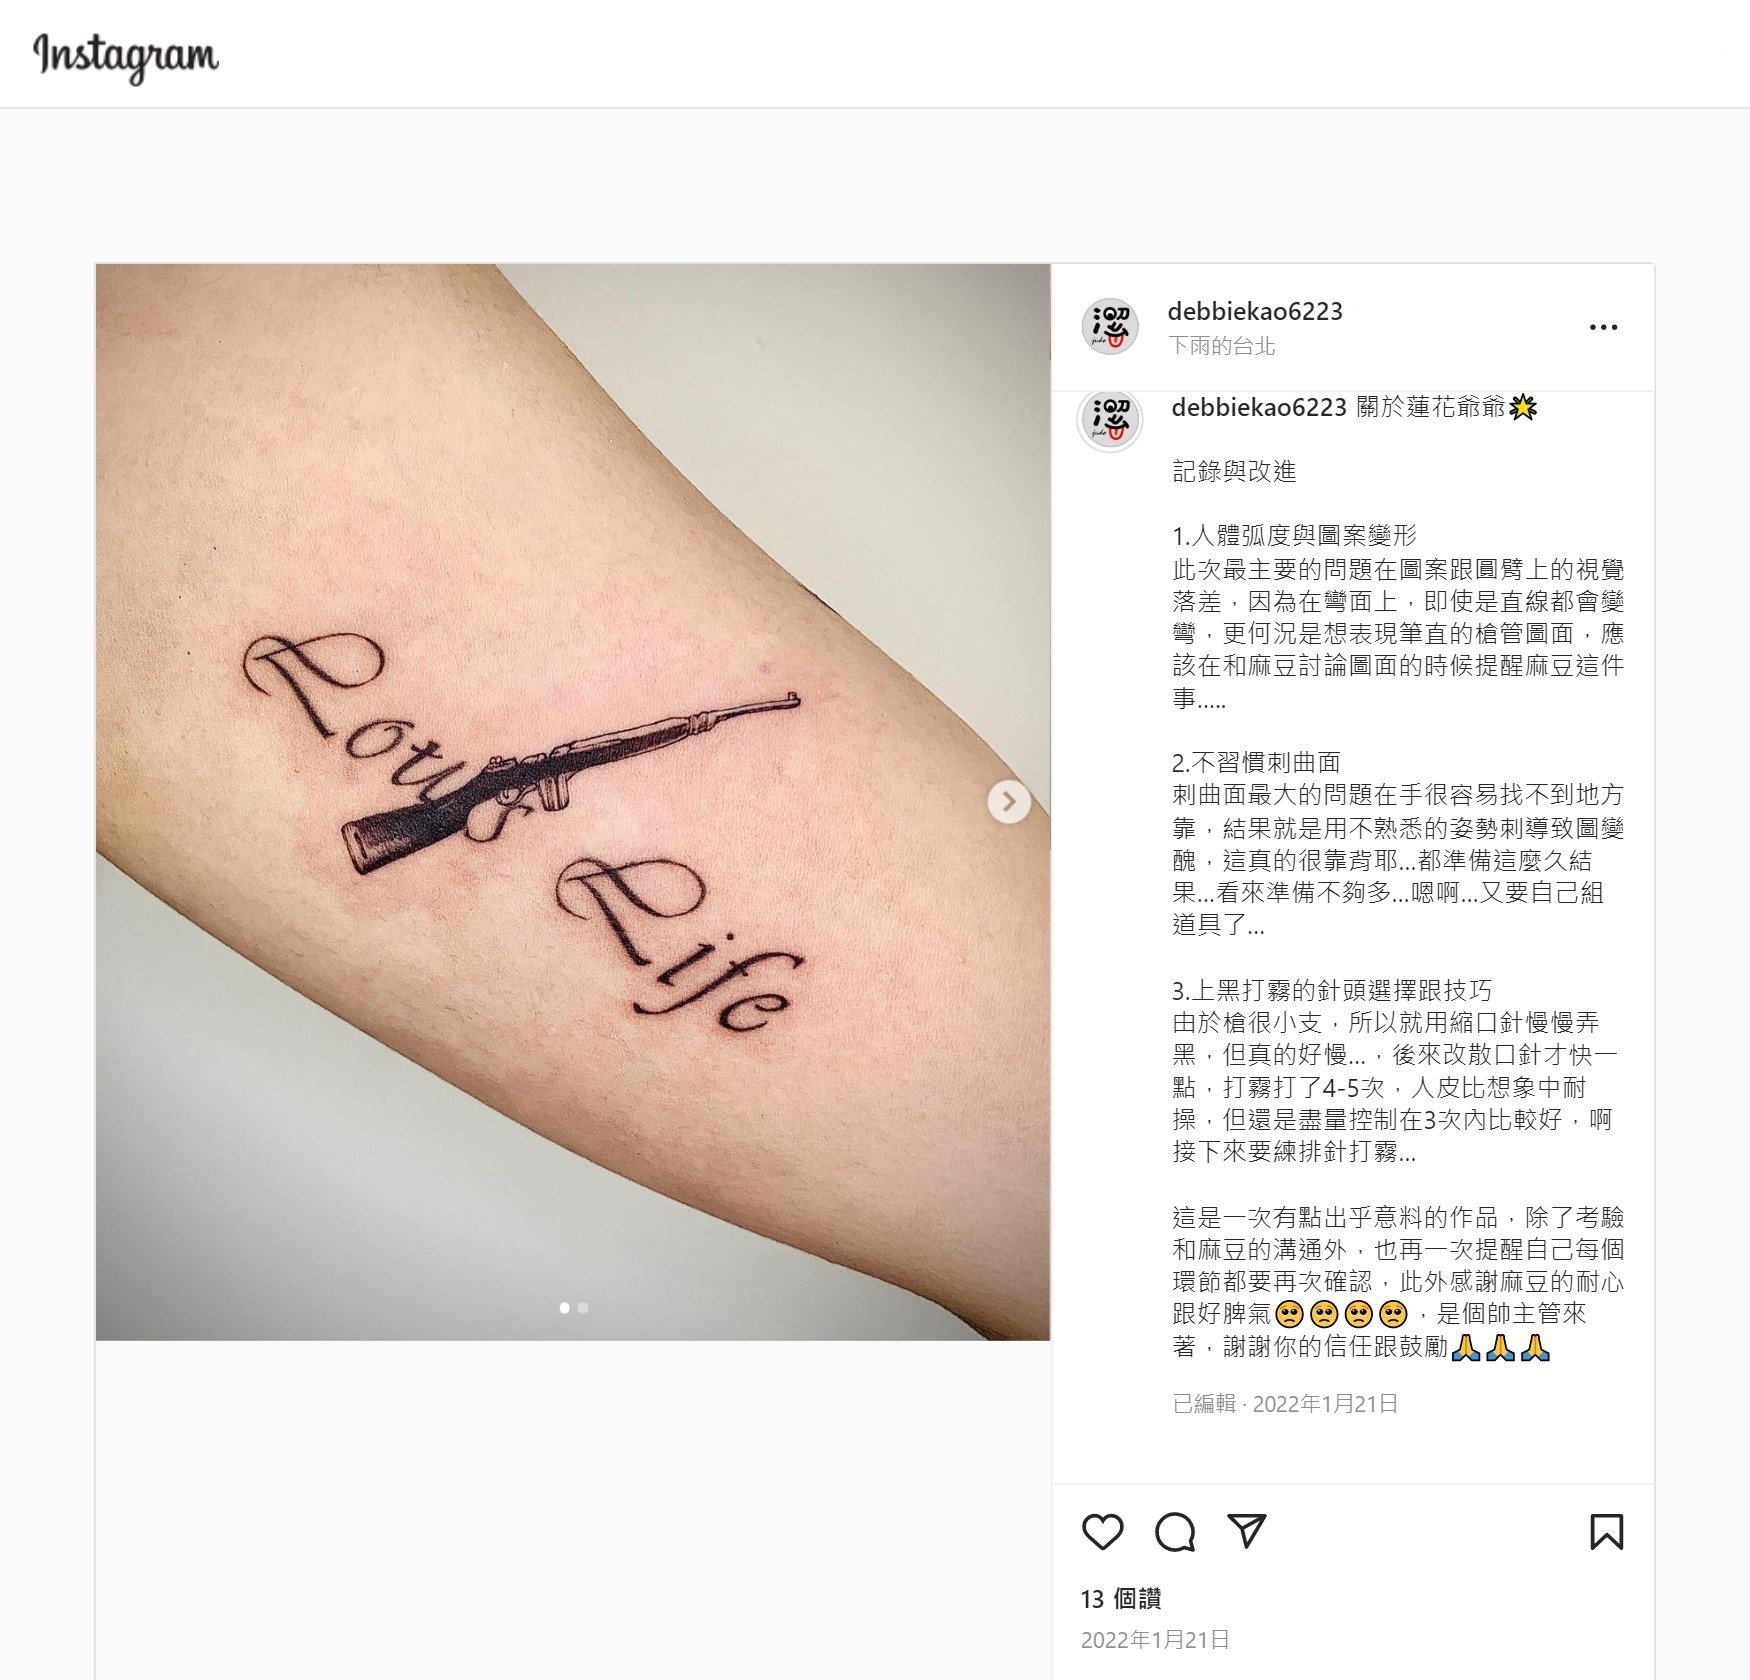 Instagram
Love
Life
debbiekao6223
下雨的台北
debbiekao6223 關於蓮花爺爺
記錄與改進
1.人體弧度與圖案變形
此次最主要的問題在圖案跟圓臂上的視覺
落差，因為在彎面上，即使是直線都會變
彎，更何況是想表現筆直的槍管圖面，應
該在和麻豆討論圖面的時候提醒麻豆這件
事.....
2.不習慣刺曲面
刺曲面最大的問題在手很容易找不到地方
靠，結果就是用不熟悉的姿勢刺導致圖變
醜，這真的很靠背耶...都準備這麼久結
果...看來準備不夠多...嗯啊...又要自己組
道具了...
3.上黑打霧的針頭選擇跟技巧
由於槍很小支，所以就用縮口針慢慢弄
黑，但真的好慢...，後來改散口針才快一
點，打霧打了4-5次，人皮比想象中耐
操，但還是盡量控制在3次內比較好，啊
接下來要練排針打霧...
這是一次有點出乎意料的作品，除了考驗
和麻豆的溝通外，也再一次提醒自己每個
環節都要再次確認，此外感謝麻豆的耐心
跟好脾氣🥺🥺🥺🥺，是個帥主管來
著，謝謝你的信任跟鼓勵🙏🙏🙏
已編輯 · 2022年1月21日
13 個讚
2022年1月21日